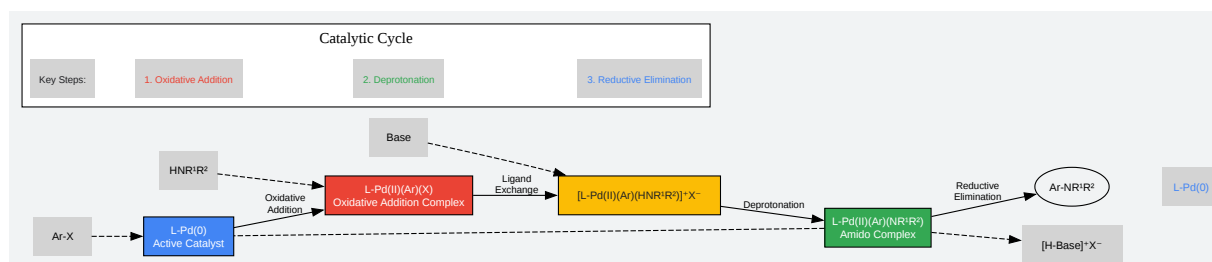 Catalytic Cycle
Key Steps:
1. Oxidative Addition
2. Deprotonation
3. Reductive Elimination
Base
HNR¹R²
Ar-X
L-Pd(0)
Active Catalyst
Oxidative
Addition
L-Pd(II)(Ar)(X)
Oxidative Addition Complex
Ligand
Exchange
[L-Pd(II)(Ar)(HNR¹R²)]⁺X⁻
Deprotonation
L-Pd(II)(Ar)(NR¹R²)
Amido Complex
Reductive
Elimination
Ar-NR¹R²
[H-Base]⁺X⁻
L-Pd(0)